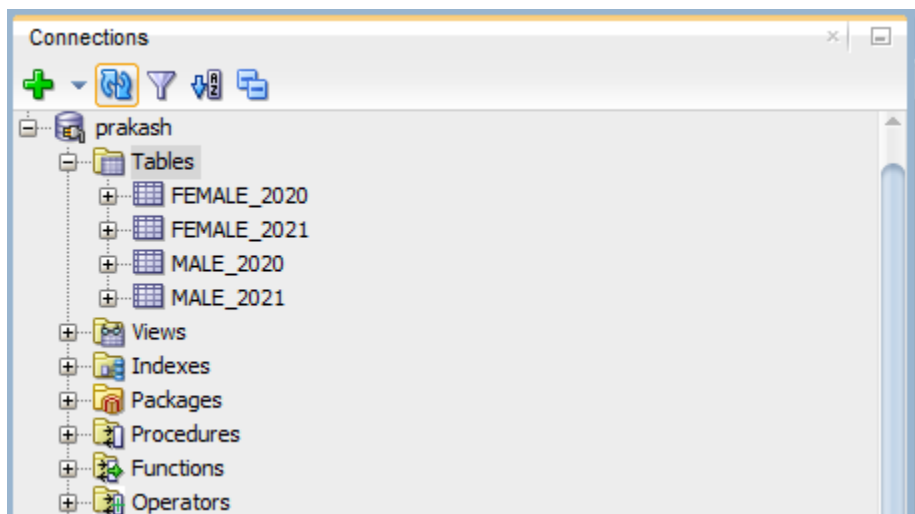 Connections
prakash
Tables
FEMALE_2020
FEMALE_2021
MALE_2020
MALE_2021
Views
Indexes
Packages
Procedures
Functions
Operators